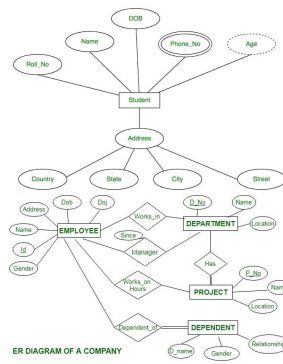 DOB
Name
Phone_No
Roll_No
Age
Student
Address
Country
State
City
Street
Address
Dob
Doj
Name
EMPLOYEE
Id
Gender
Works_in
D_No
Name
DEPARTMENT
Location
Since
Manager
Has
Works_on
Hours
P_No
Name
PROJECT
Location
Dependent_of
DEPENDENT
D_name
Gender
Relationship
ER DIAGRAM OF A COMPANY